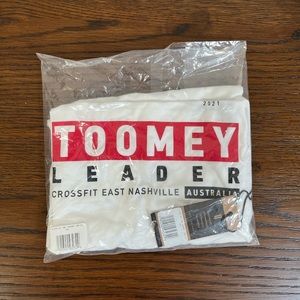 2021
TOOMEY
LEADER
CROSSFIT EAST NASHVILLE AUSTRALIA